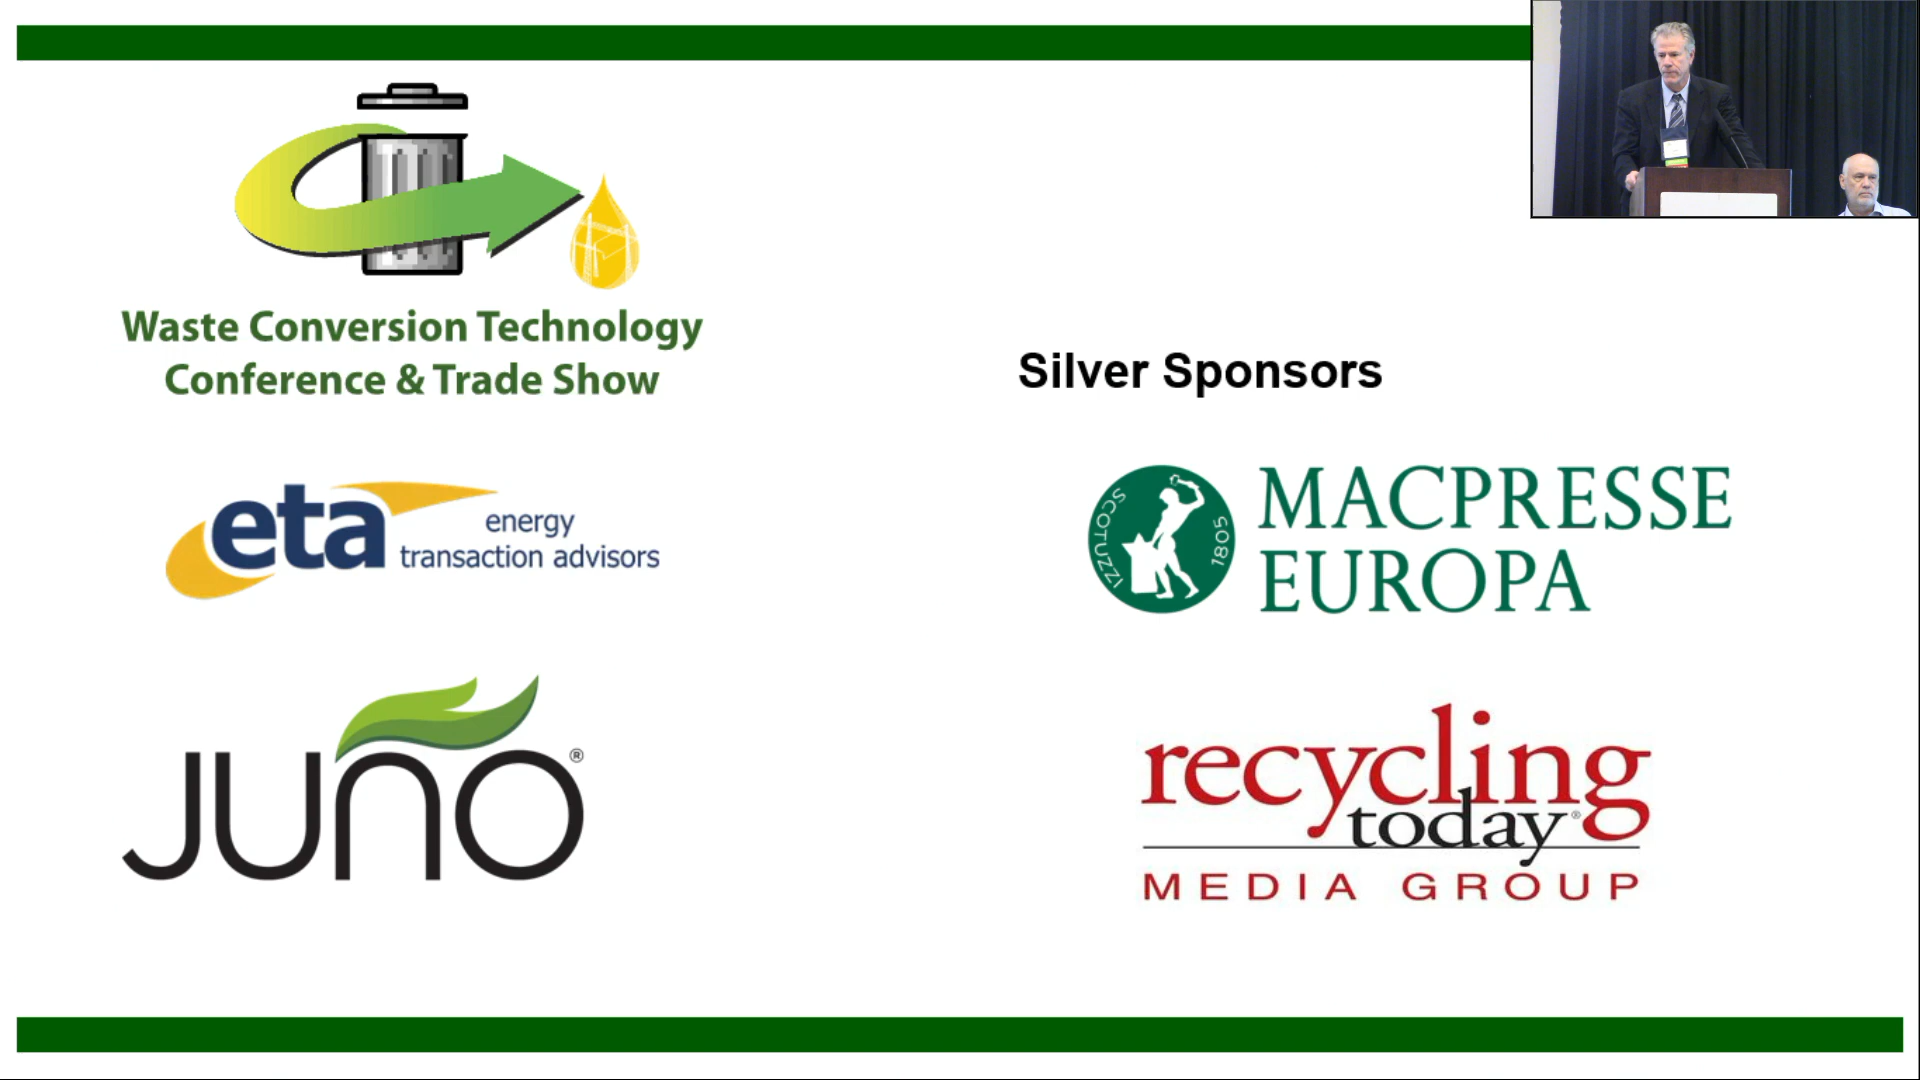 Waste Conversion Technology
Conference & Trade Show
Silver Sponsors
eta energy
transaction advisors
SCOTUZZI 1805
MACPRESSE
EUROPA
JUNO®
recycling
today®
MEDIA GROUP